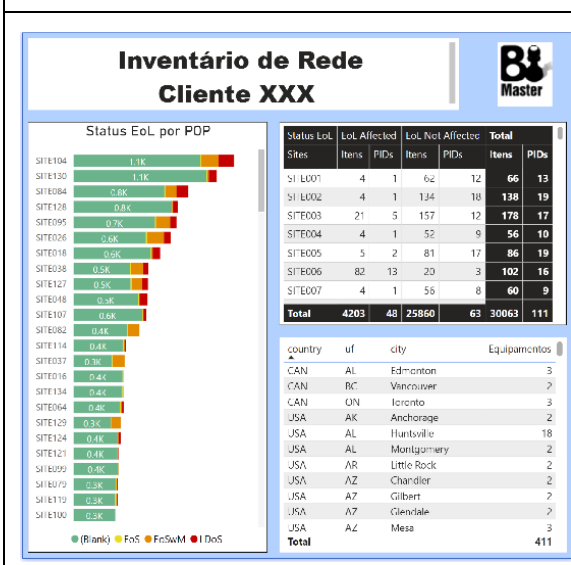 Inventário de Rede
Cliente XXX
BI
Master
Status EoL por POP
SITE104 1.1K
SITE130 1.1K
SITE084 0.8K
SITE128 0.8K
SITE095 0.7K
SITE026 0.6K
SITE018 0.6K
SITE038 0.5K
SITE127 0.5K
SITE048 0.5K
SITE107 0.6K
SITE082 0.4K
SITE114 0.4K
SITE037 0.3K
SITE016 0.4K
SITE134 0.4K
SITE064 0.4K
SITE129 0.3K
SITE124 0.4K
SITE121 0.4K
SITE099 0.4K
SITE079 0.3K
SITE119 0.3K
SITE100 0.3K
(Blank) EoS EoSwM LDoS
Status EoL LoL Affected LoL Not Affected Total
Sites Itens PIDs Itens PIDs Itens PIDs
SITE001 4 1 62 12 66 13
SITE002 4 1 134 18 138 19
SITE003 21 5 157 12 178 17
SITE004 4 1 52 9 56 10
SITE005 5 2 81 17 86 19
SITE006 82 13 20 3 102 16
SITE007 4 1 56 8 60 9
Total 4203 48 25860 63 30063 111
country uf city Equipamentos
CAN AL Edmonton 3
CAN BC Vancouver 2
CAN ON Toronto 3
USA AK Anchorage 2
USA AL Huntsville 18
USA AL Montgomery 2
USA AR Little Rock 2
USA AZ Chandler 2
USA AZ Gilbert 2
USA AZ Glendale 2
USA AZ Mesa 3
Total 411